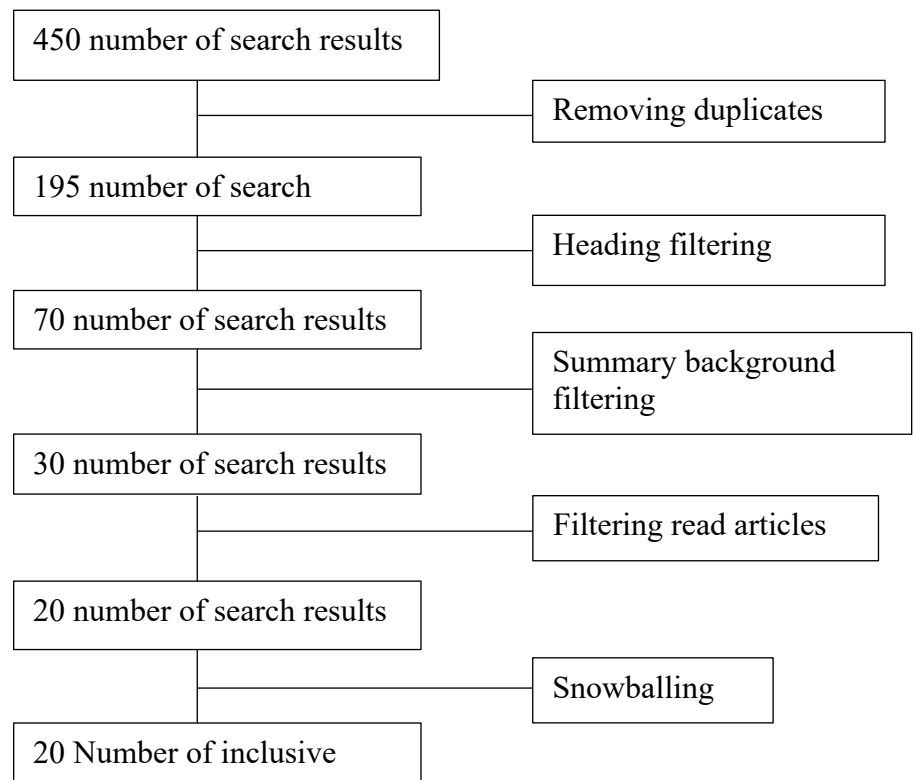 450 number of search results
Removing duplicates
195 number of search
Heading filtering
70 number of search results
Summary background
filtering
30 number of search results
Filtering read articles
20 number of search results
Snowballing
20 Number of inclusive